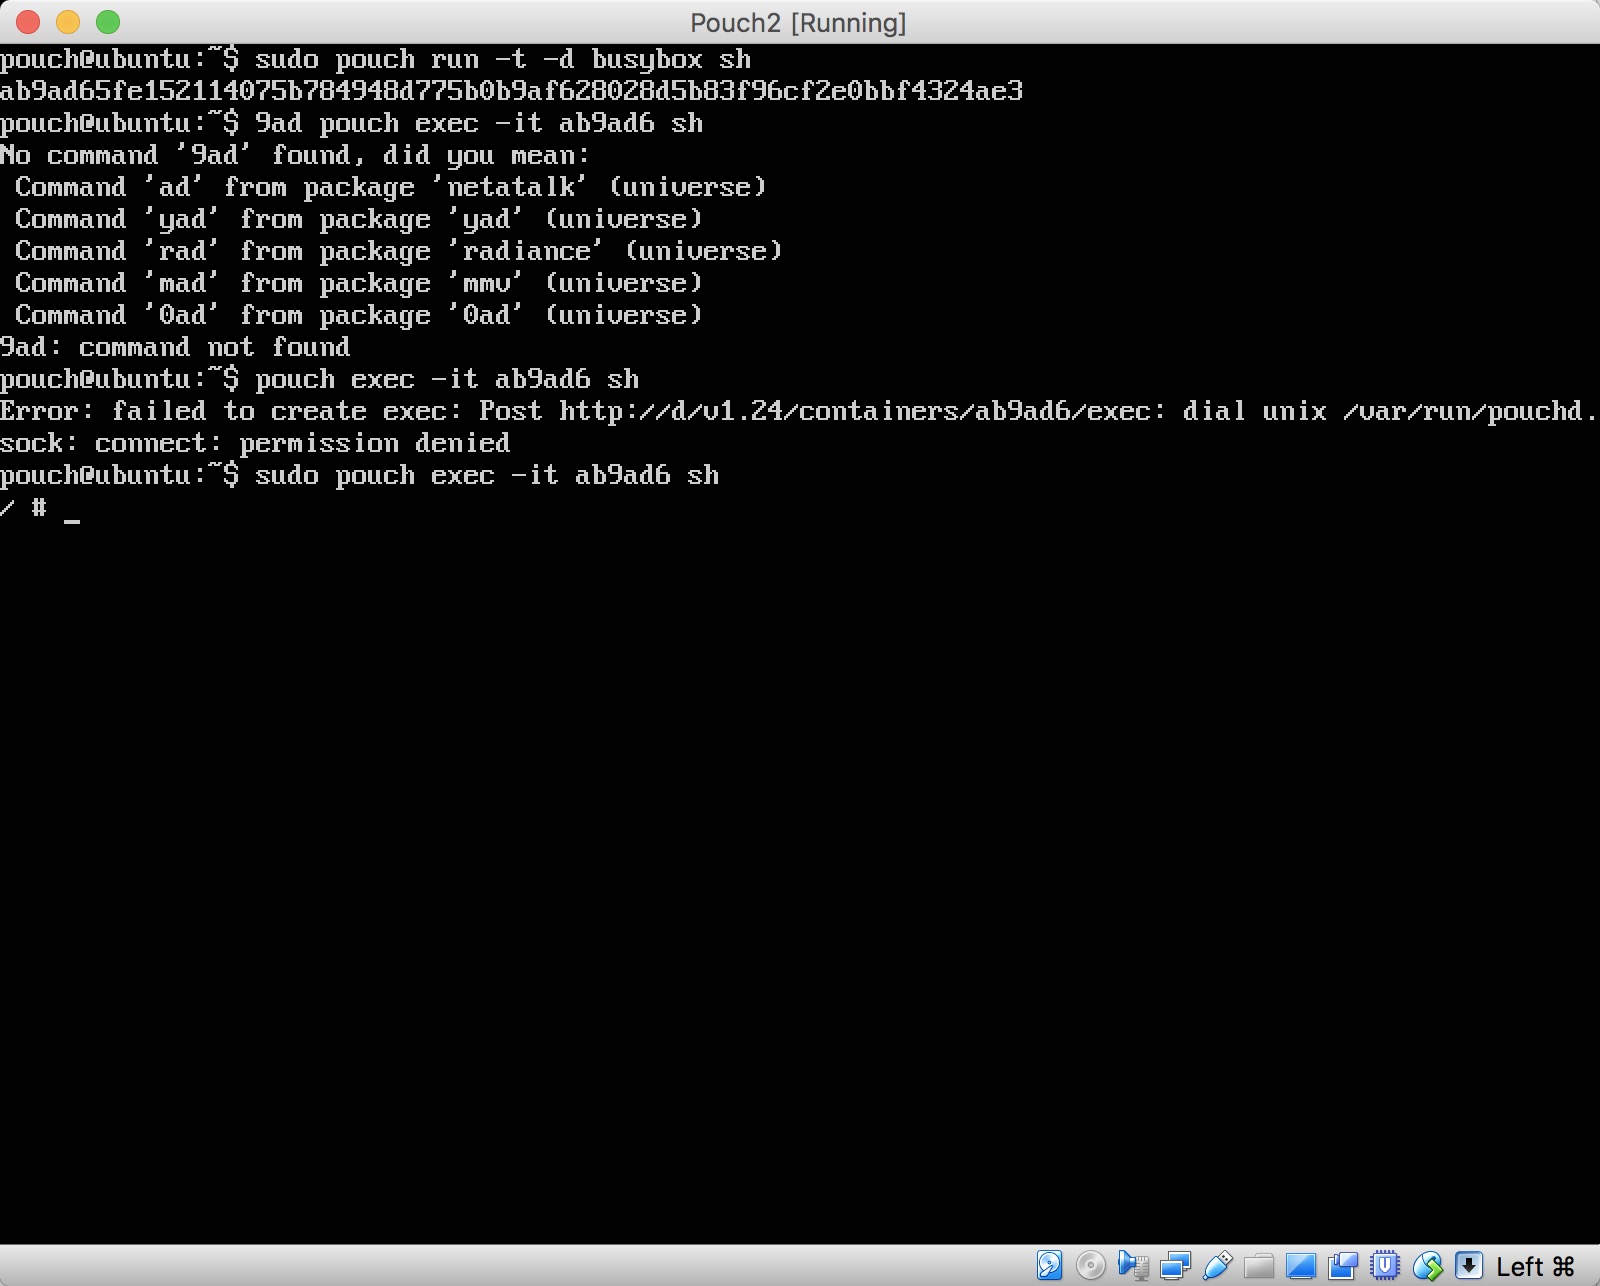 Pouch2 [Running]
pouch@ubuntu:~$ sudo pouch run -t -d busybox sh
ab9ad65fe152114075b784948d775b0b9af628028d5b83f96cf2e0bbf4324ae3
pouch@ubuntu:~$ 9ad pouch exec -it ab9ad6 sh
No command '9ad' found, did you mean:
 Command 'ad' from package 'netatalk' (universe)
 Command 'yad' from package 'yad' (universe)
 Command 'rad' from package 'radiance' (universe)
 Command 'mad' from package 'mmv' (universe)
 Command '0ad' from package '0ad' (universe)
9ad: command not found
pouch@ubuntu:~$ pouch exec -it ab9ad6 sh
Error: failed to create exec: Post http://d/v1.24/containers/ab9ad6/exec: dial unix /var/run/pouchd.
sock: connect: permission denied
pouch@ubuntu:~$ sudo pouch exec -it ab9ad6 sh
/ # _
Left ⌘